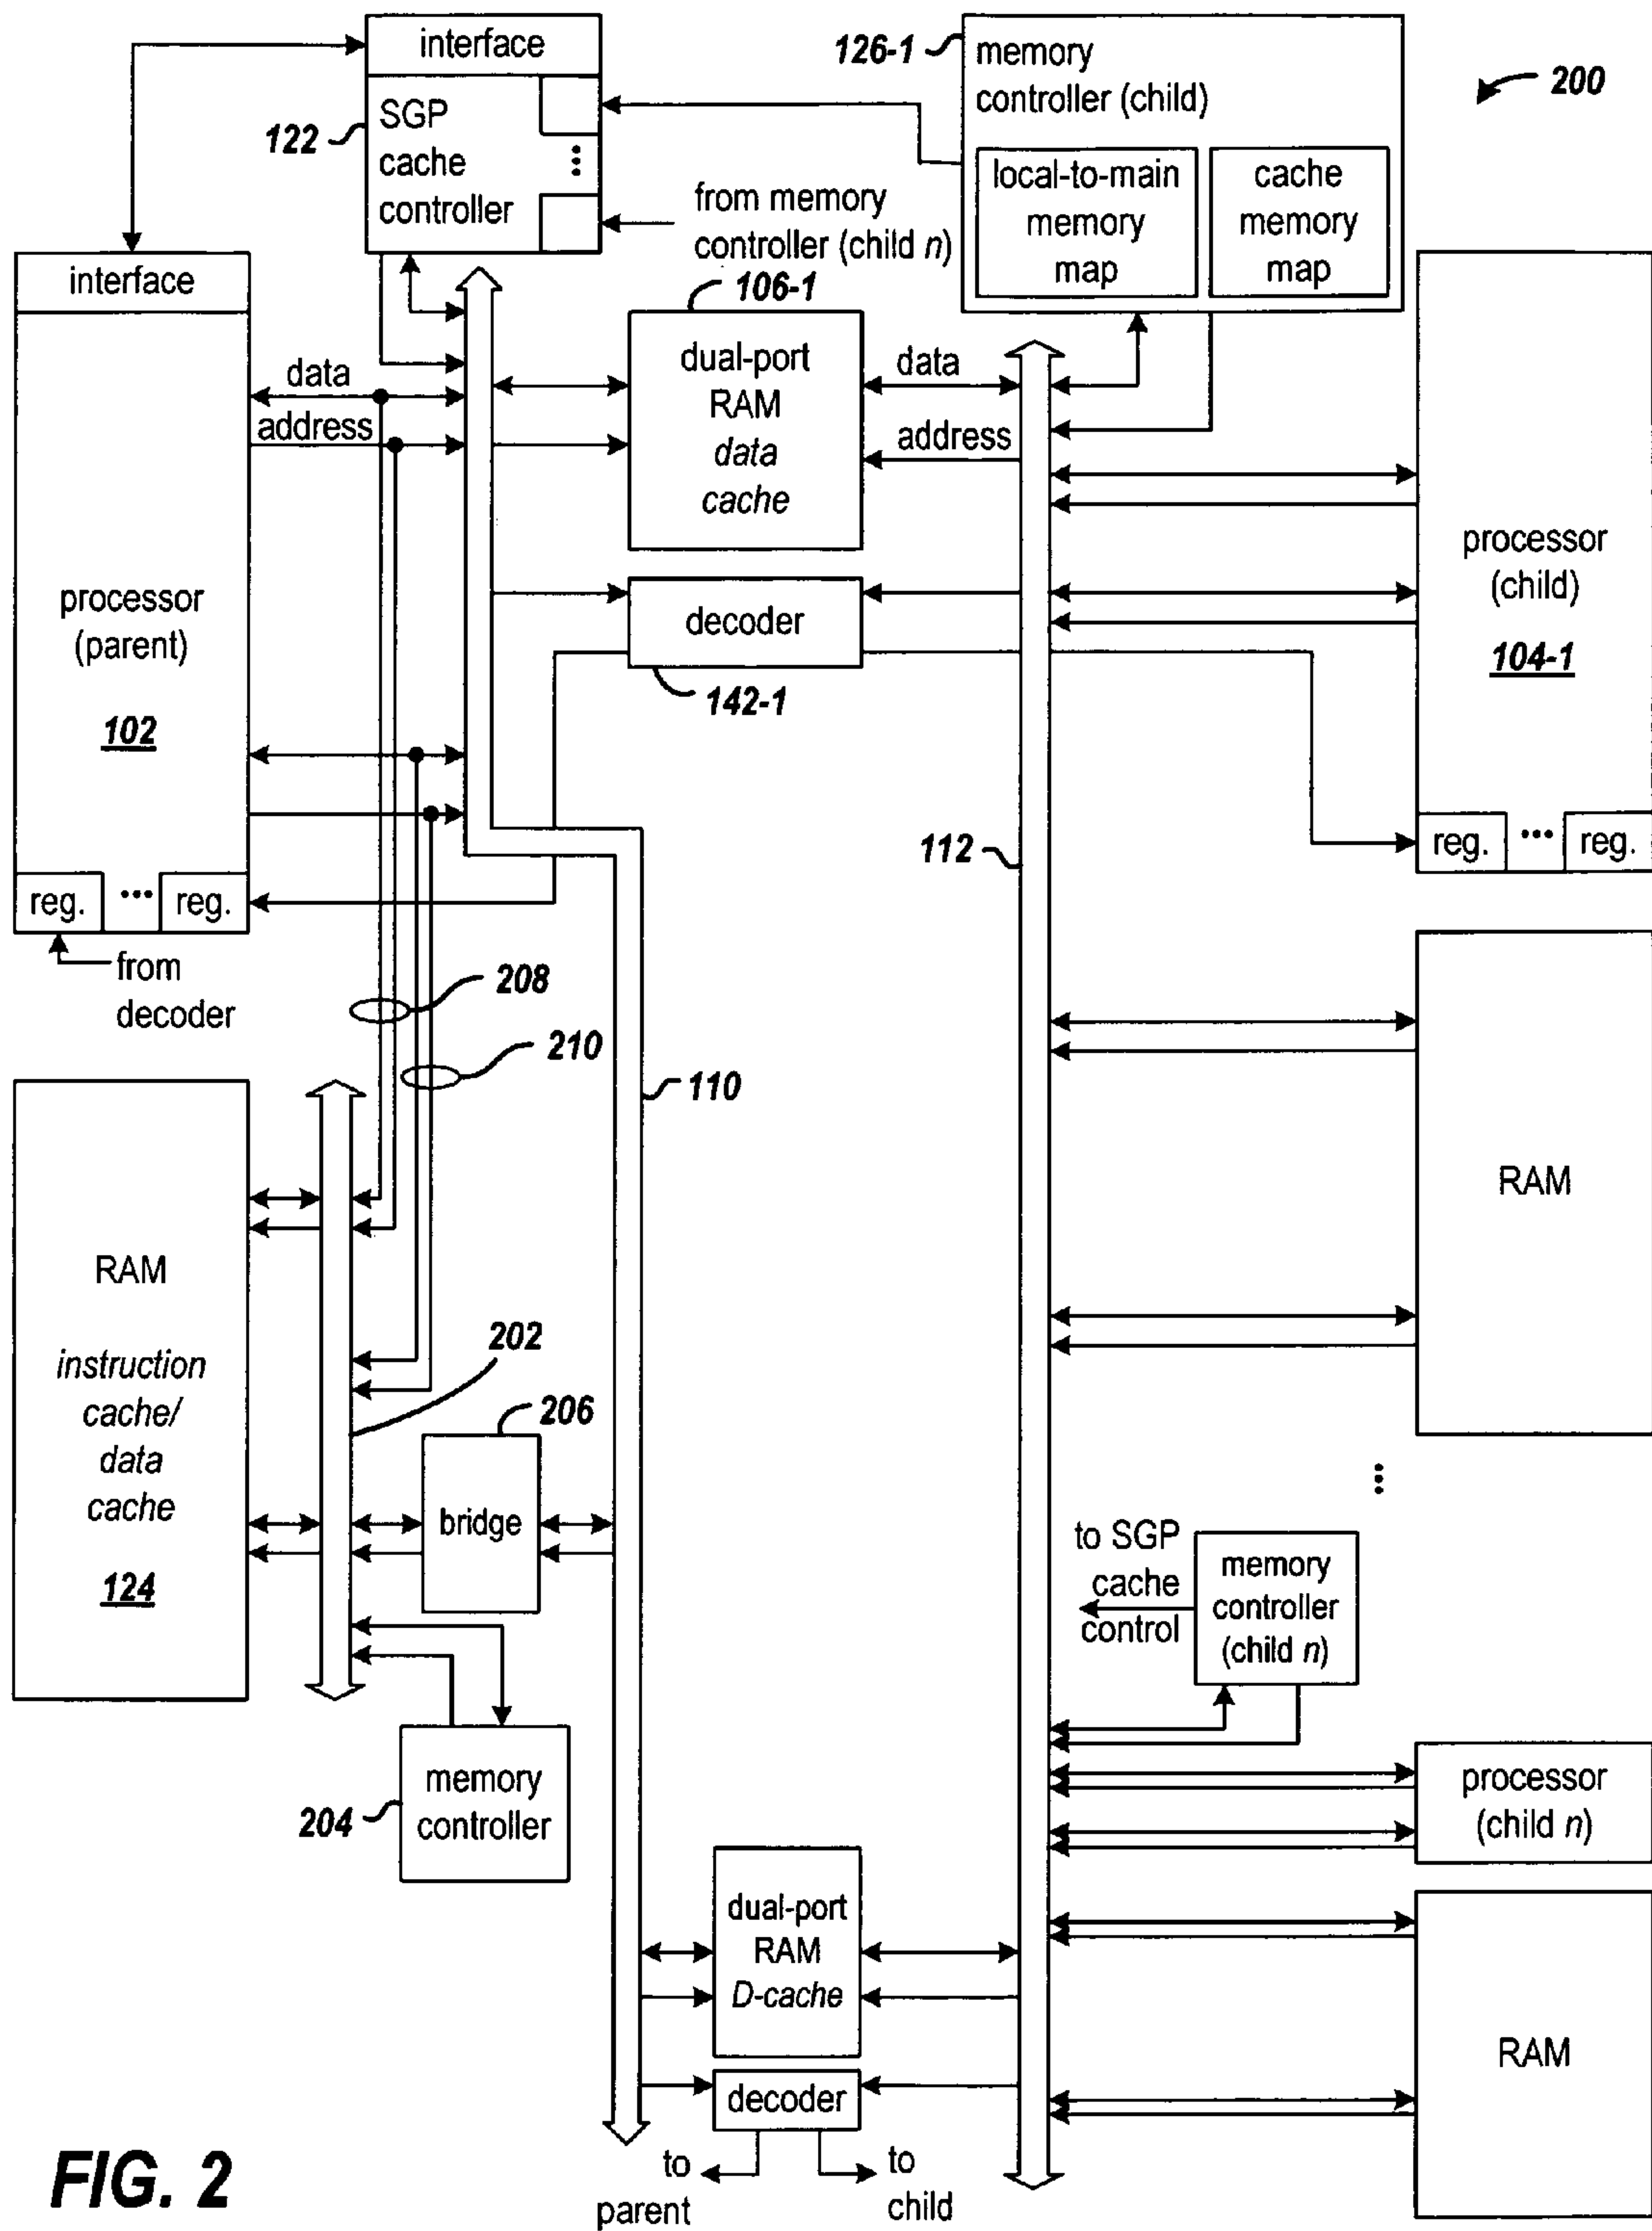 interface
SGP
cache
controller
122
•••
126-1
memory
controller (child)
local-to-main
memory
map
cache
memory
map
200
from memory
controller (child n)
interface
processor
(parent)
102
reg. ••• reg.
from
decoder
data
address
106-1
dual-port
RAM
data
cache
data
address
decoder
142-1
processor
(child)
104-1
reg. ••• reg.
112
208
210
110
RAM
instruction
cache/
data
cache
124
202
206
bridge
204
memory
controller
RAM
•••
to SGP
cache
control
memory
controller
(child n)
processor
(child n)
dual-port
RAM
D-cache
decoder
to
parent
to
child
RAM
FIG. 2